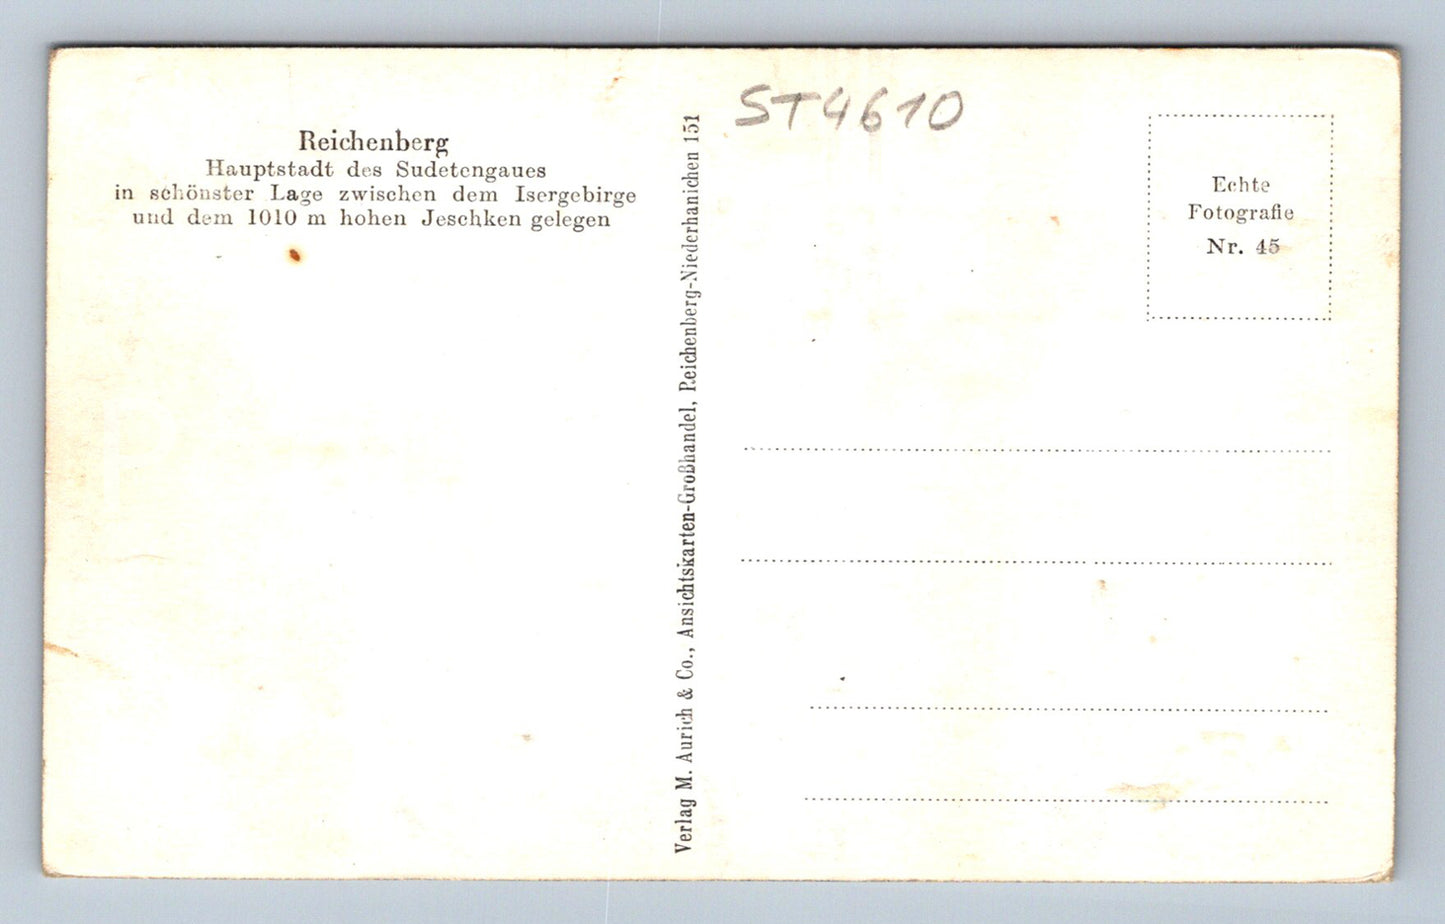 Reichenberg
Hauptstadt des Sudetengaues
in schönster Lage zwischen dem Isergebirge
und dem 1010 m hohen Jeschken gelegen
Verlag M. Aurich & Co., Ansichtskarten-Großhandel, Reichenberg-Niederhanichen 151
ST4610
Echte
Fotografie
Nr. 45